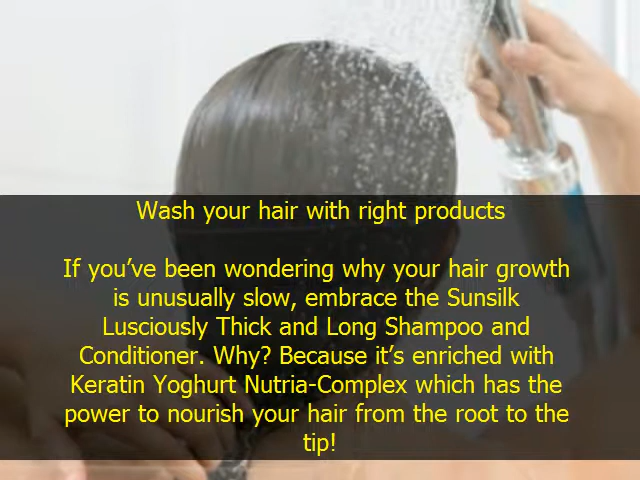 Wash your hair with right products
If you’ve been wondering why your hair growth
is unusually slow, embrace the Sunsilk
Lusciously Thick and Long Shampoo and
Conditioner. Why? Because it’s enriched with
Keratin Yoghurt Nutria-Complex which has the
power to nourish your hair from the root to the
tip!